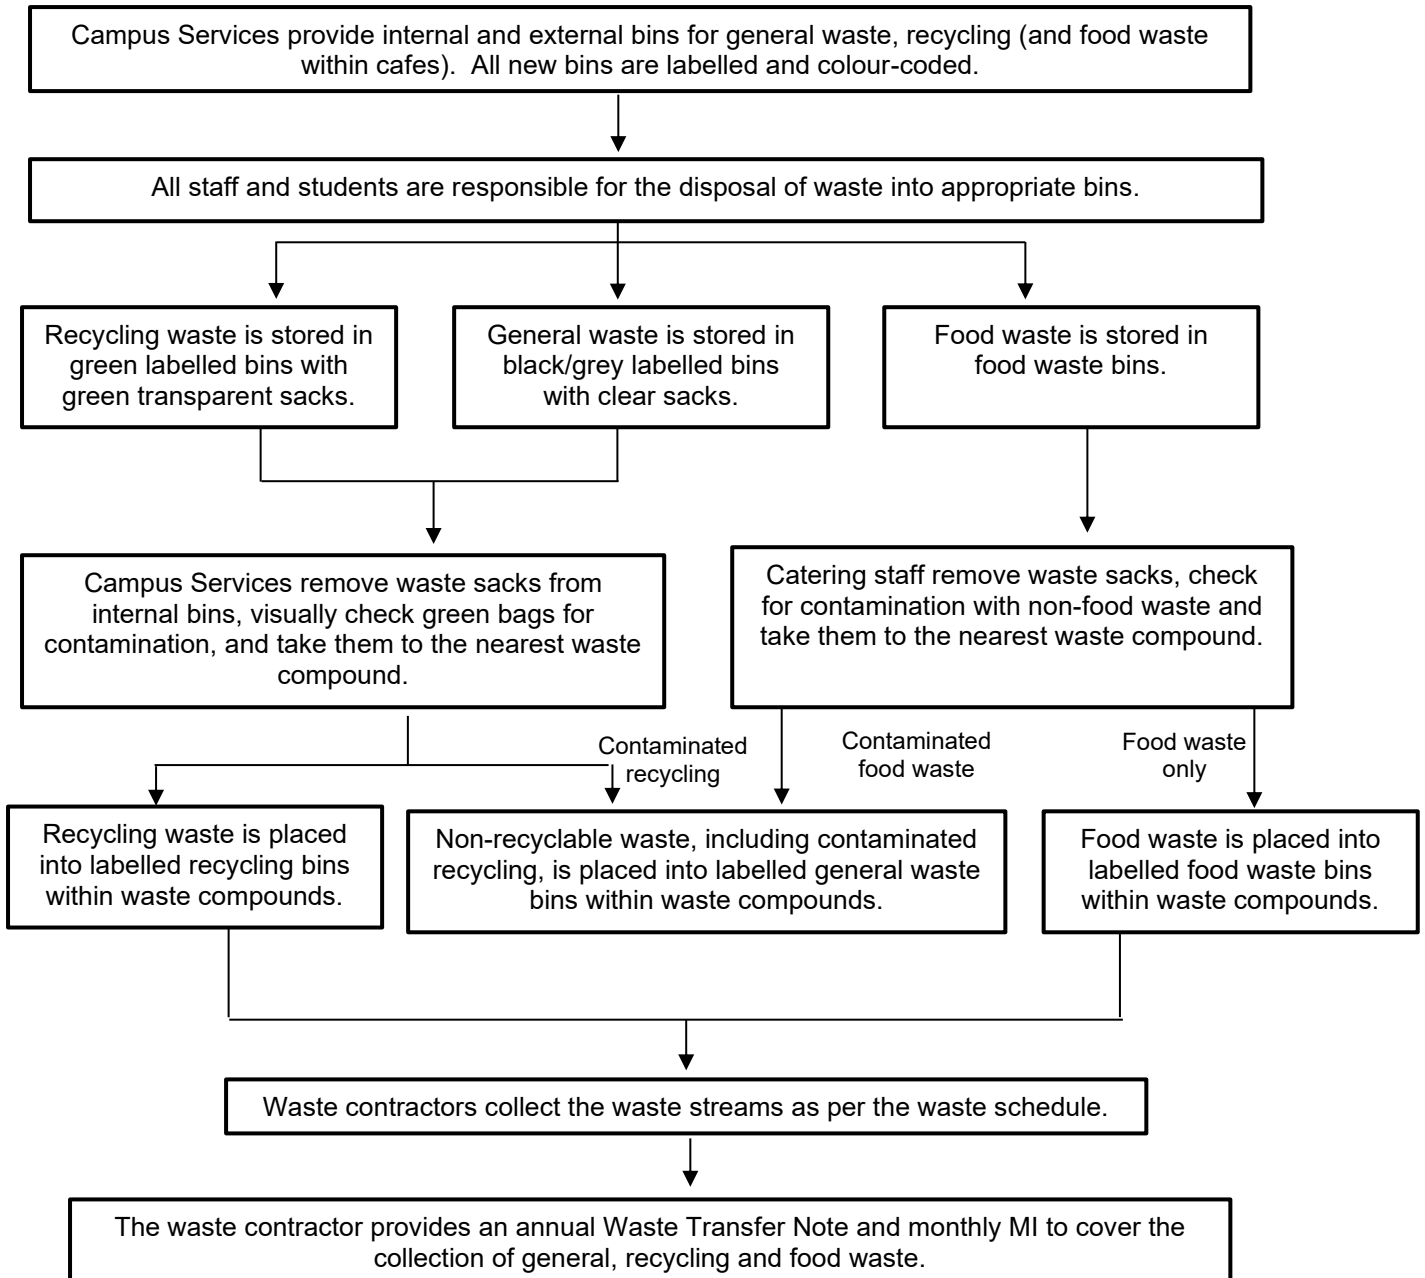 Campus Services provide internal and external bins for general waste, recycling (and food waste
within cafes).  All new bins are labelled and colour-coded.
All staff and students are responsible for the disposal of waste into appropriate bins.
Recycling waste is stored in
green labelled bins with
green transparent sacks.
General waste is stored in
black/grey labelled bins
with clear sacks.
Food waste is stored in
food waste bins.
Campus Services remove waste sacks from
internal bins, visually check green bags for
contamination, and take them to the nearest waste
compound.
Catering staff remove waste sacks, check
for contamination with non-food waste and
take them to the nearest waste compound.
Contaminated
recycling
Contaminated
food waste
Food waste
only
Recycling waste is placed
into labelled recycling bins
within waste compounds.
Non-recyclable waste, including contaminated
recycling, is placed into labelled general waste
bins within waste compounds.
Food waste is placed into
labelled food waste bins
within waste compounds.
Waste contractors collect the waste streams as per the waste schedule.
The waste contractor provides an annual Waste Transfer Note and monthly MI to cover the
collection of general, recycling and food waste.